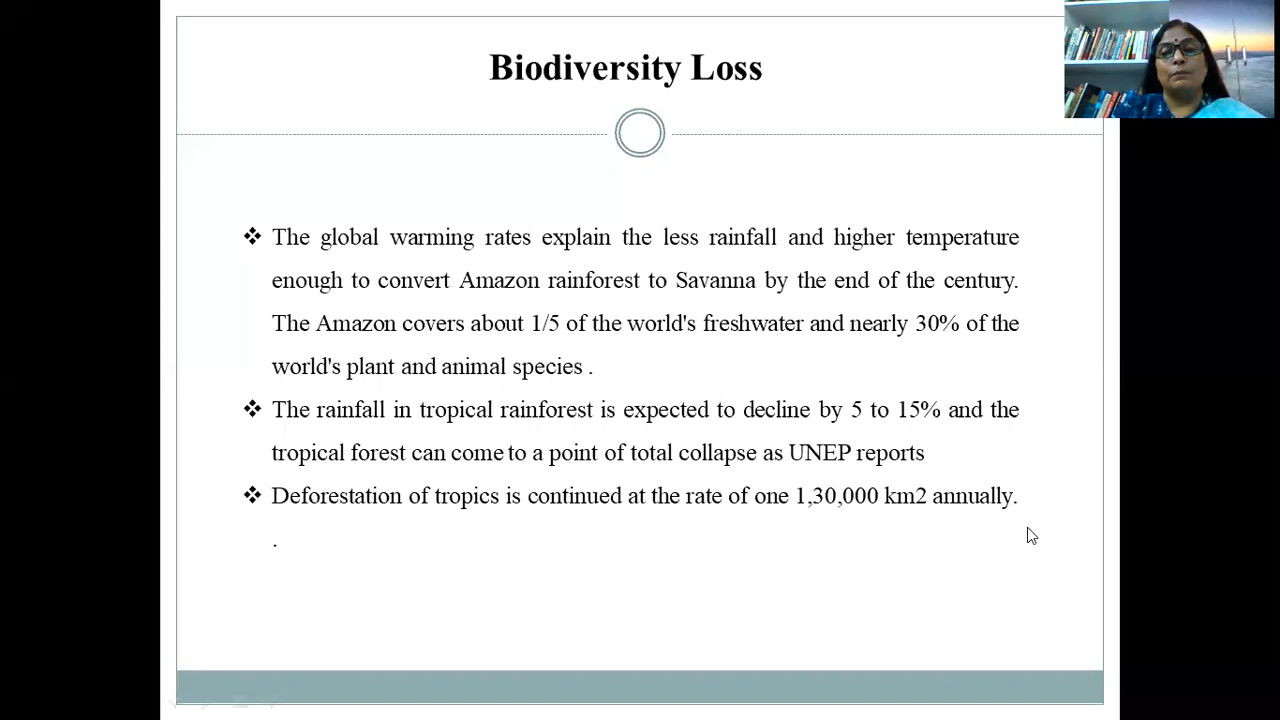 Biodiversity Loss
❖ The global warming rates explain the less rainfall and higher temperature
enough to convert Amazon rainforest to Savanna by the end of the century.
The Amazon covers about 1/5 of the world's freshwater and nearly 30% of the
world's plant and animal species .
❖ The rainfall in tropical rainforest is expected to decline by 5 to 15% and the
tropical forest can come to a point of total collapse as UNEP reports
❖ Deforestation of tropics is continued at the rate of one 1,30,000 km2 annually.
.